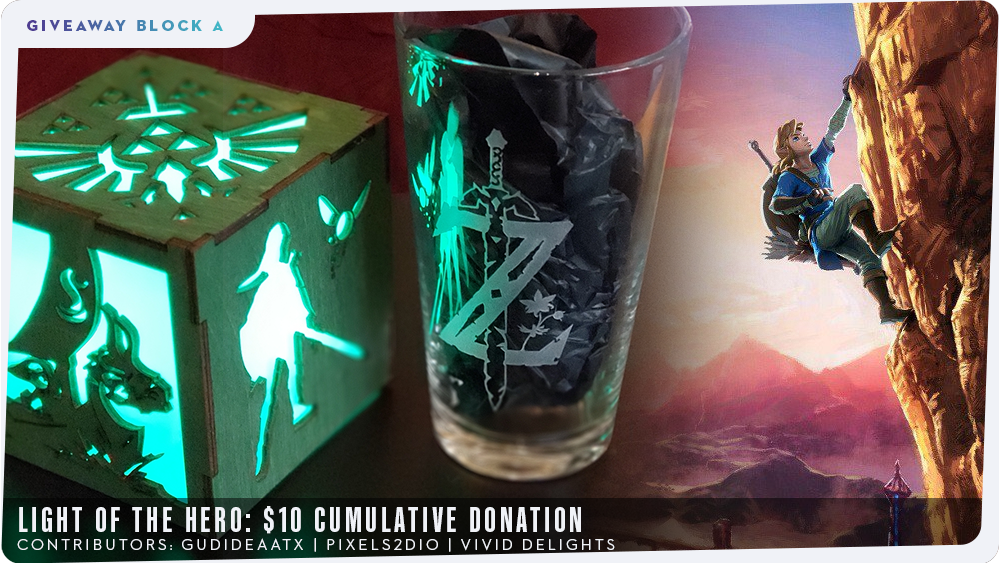 GIVEAWAY BLOCK A
Z
LIGHT OF THE HERO: $10 CUMULATIVE DONATION
CONTRIBUTORS: GUDIDEAATX | PIXELS2DIO | VIVID DELIGHTS